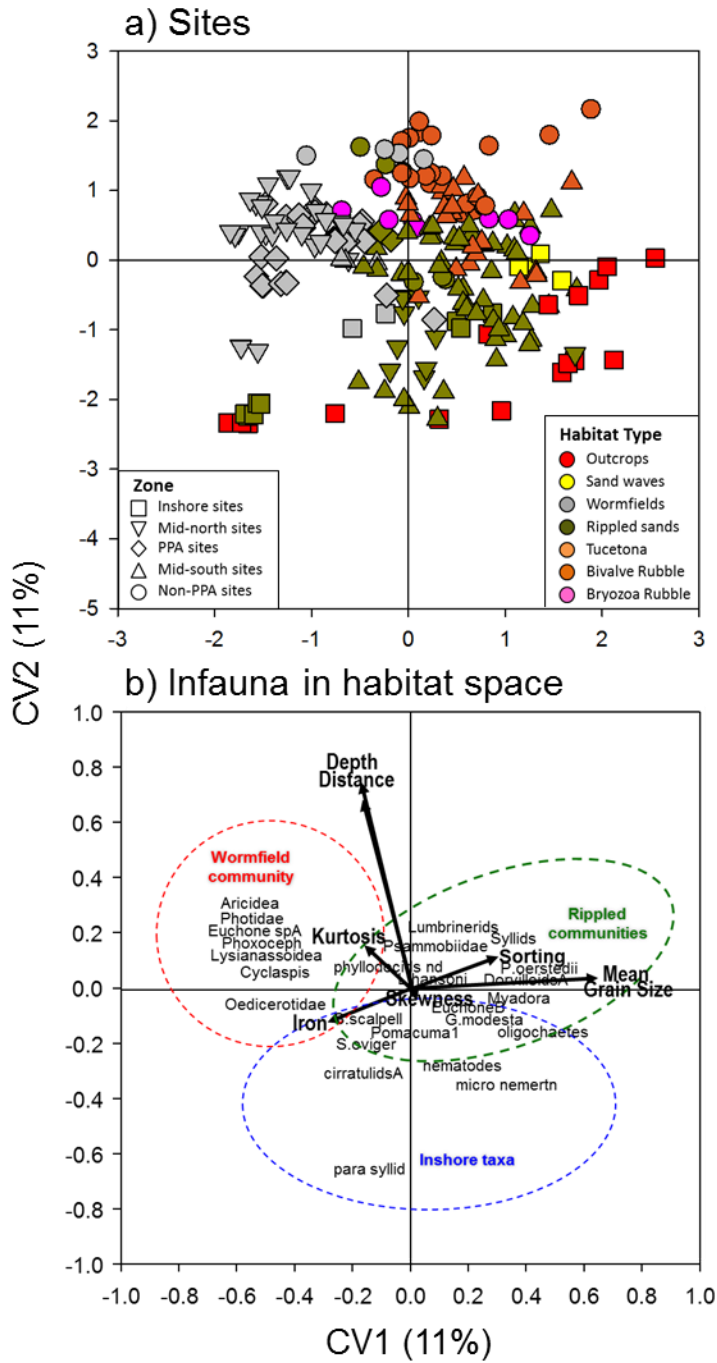 a) Sites
3
2
1
0
-1
-2
-3
-4
-5
-3 -2 -1 0 1 2 3
Zone
Inshore sites
Mid-north sites
PPA sites
Mid-south sites
Non-PPA sites
Habitat Type
Outcrops
Sand waves
Wormfields
Rippled sands
Tucetona
Bivalve Rubble
Bryozoa Rubble
CV2 (11%)
b) Infauna in habitat space
1.0
0.8
0.6
0.4
0.2
0.0
-0.2
-0.4
-0.6
-0.8
-1.0
Depth
Distance
Wormfield
community
Aricidea
Photidae
Euchone spA
Phoxoceph
Lysianassoidea
Cyclaspis
Oedicerotidae
Kurtosis
Iron
Rippled
communities
Lumbrinerids
Syllids
Psammobiidae
Sorting
phyllodocids nd
P.oerstedii
hansoni
DorvilloidsA
Mean
Grain Size
Skewness
Myadora
EuchoneB
scalpell
G.modesta
Pomacuma1
oligochaetes
S.oviger
nematodes
cirratulidsA
micro nemertn
Inshore taxa
para syllid
-1.0 -0.8 -0.6 -0.4 -0.2 0.0 0.2 0.4 0.6 0.8 1.0
CV1 (11%)